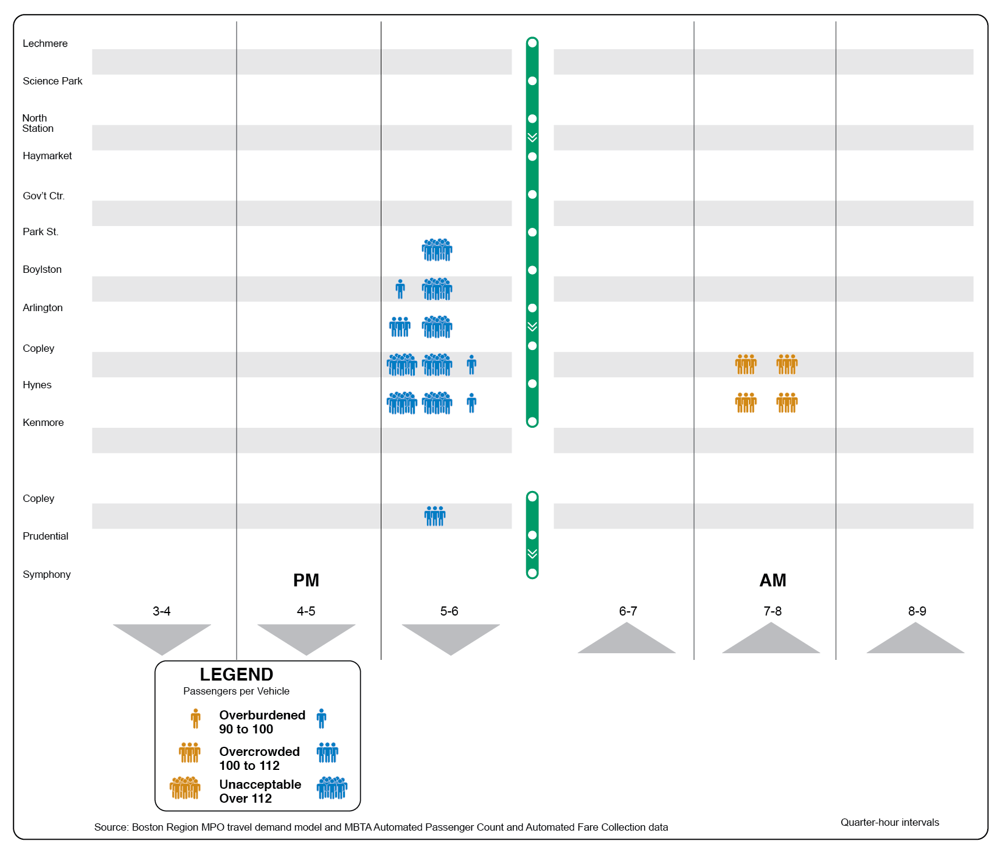 Lechmere
Science Park
North
Station
Haymarket
Gov’t Ctr.
Park St.
Boylston
Arlington
Copley
Hynes
Kenmore
Copley
Prudential
Symphony
PM
AM
3-4
4-5
5-6
6-7
7-8
8-9
LEGEND
Passengers per Vehicle
Overburdened
90 to 100
Overcrowded
100 to 112
Unacceptable
Over 112
Source: Boston Region MPO travel demand model and MBTA Automated Passenger Count and Automated Fare Collection data
Quarter-hour intervals